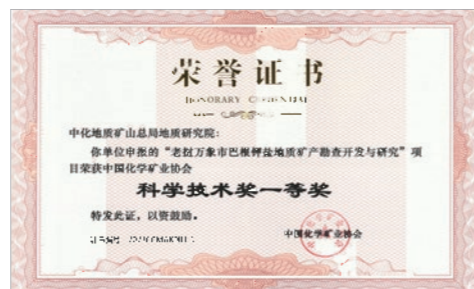 荣誉证书
HONORARY CREDENTIAL
中化地质矿山总局地质研究院：
你单位申报的“老挝万象市巴根钾盐地质矿产勘查开发与研究”项
目荣获中国化学矿业协会
科学技术奖一等奖
特发此证，以资鼓励。
中国化学矿业协会